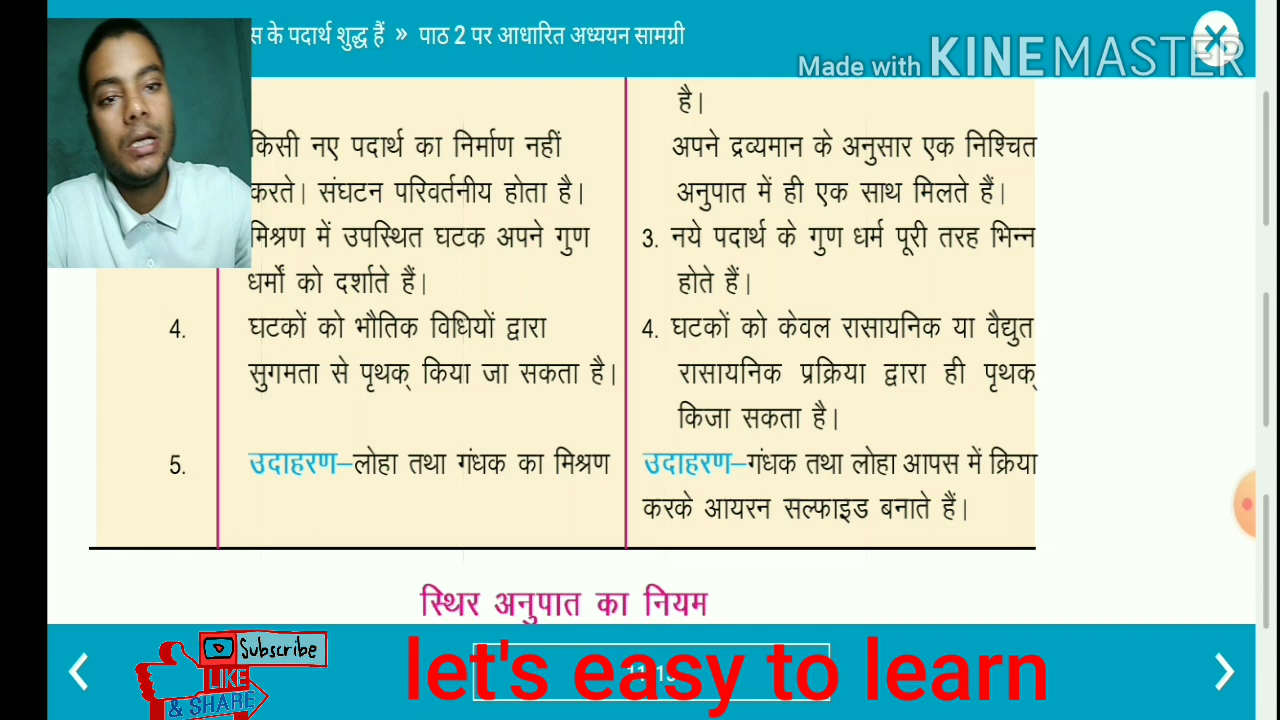 स के पदार्थ शुद्ध हैं » पाठ 2 पर आधारित अध्ययन सामग्री
Made with KINEMASTER
है।
किसी नए पदार्थ का निर्माण नहीं
करते। संघटन परिवर्तनीय होता है।
मिश्रण में उपस्थित घटक अपने गुण
धर्मों को दर्शाते हैं।
4. घटकों को भौतिक विधियों द्वारा
सुगमता से पृथक् किया जा सकता है।
5. उदाहरण–लोहा तथा गंधक का मिश्रण
अपने द्रव्यमान के अनुसार एक निश्चित
अनुपात में ही एक साथ मिलते हैं।
3. नये पदार्थ के गुण धर्म पूरी तरह भिन्न
होते हैं।
4. घटकों को केवल रासायनिक या वैद्युत
रासायनिक प्रक्रिया द्वारा ही पृथक्
किजा सकता है।
उदाहरण–गंधक तथा लोहा आपस में क्रिया
करके आयरन सल्फाइड बनाते हैं।
स्थिर अनुपात का नियम
Subscribe
LIKE
& SHARE
let's easy to learn